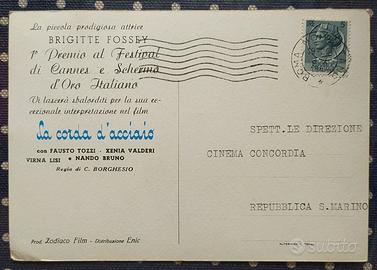 La piccola prodigiosa attrice
BRIGITTE FOSSEY
1° Premio al Festival
di Cannes e Schermo
d'Oro Italiano
Vi lascerà sbalorditi per la sua ec-
cezionale interpretazione nel film
la corda d'acciaio
con FAUSTO TOZZI - XENIA VALDERI
VIRNA LISI • NANDO BRUNO
Regia di C. BORGHESIO
Prod. Zodiaco Film - Distribuzione Enic
ROMA
SPETT.LE DIREZIONE
CINEMA CONCORDIA
REPUBBLICA S.MARINO
subito